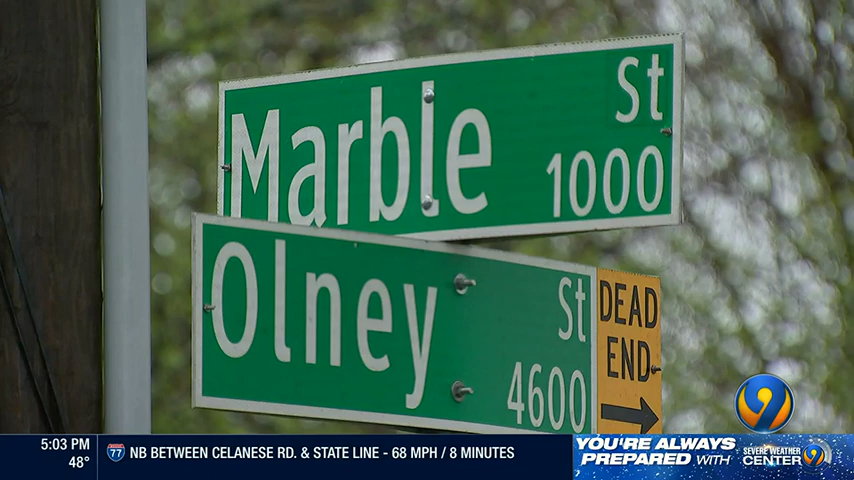 Marble St
1000
Olney St
4600
DEAD
END
9
5:03 PM
48°
77 NB BETWEEN CELANESE RD. & STATE LINE - 68 MPH / 8 MINUTES
YOU'RE ALWAYS
PREPARED WITH
SEVERE WEATHER
CENTER 9